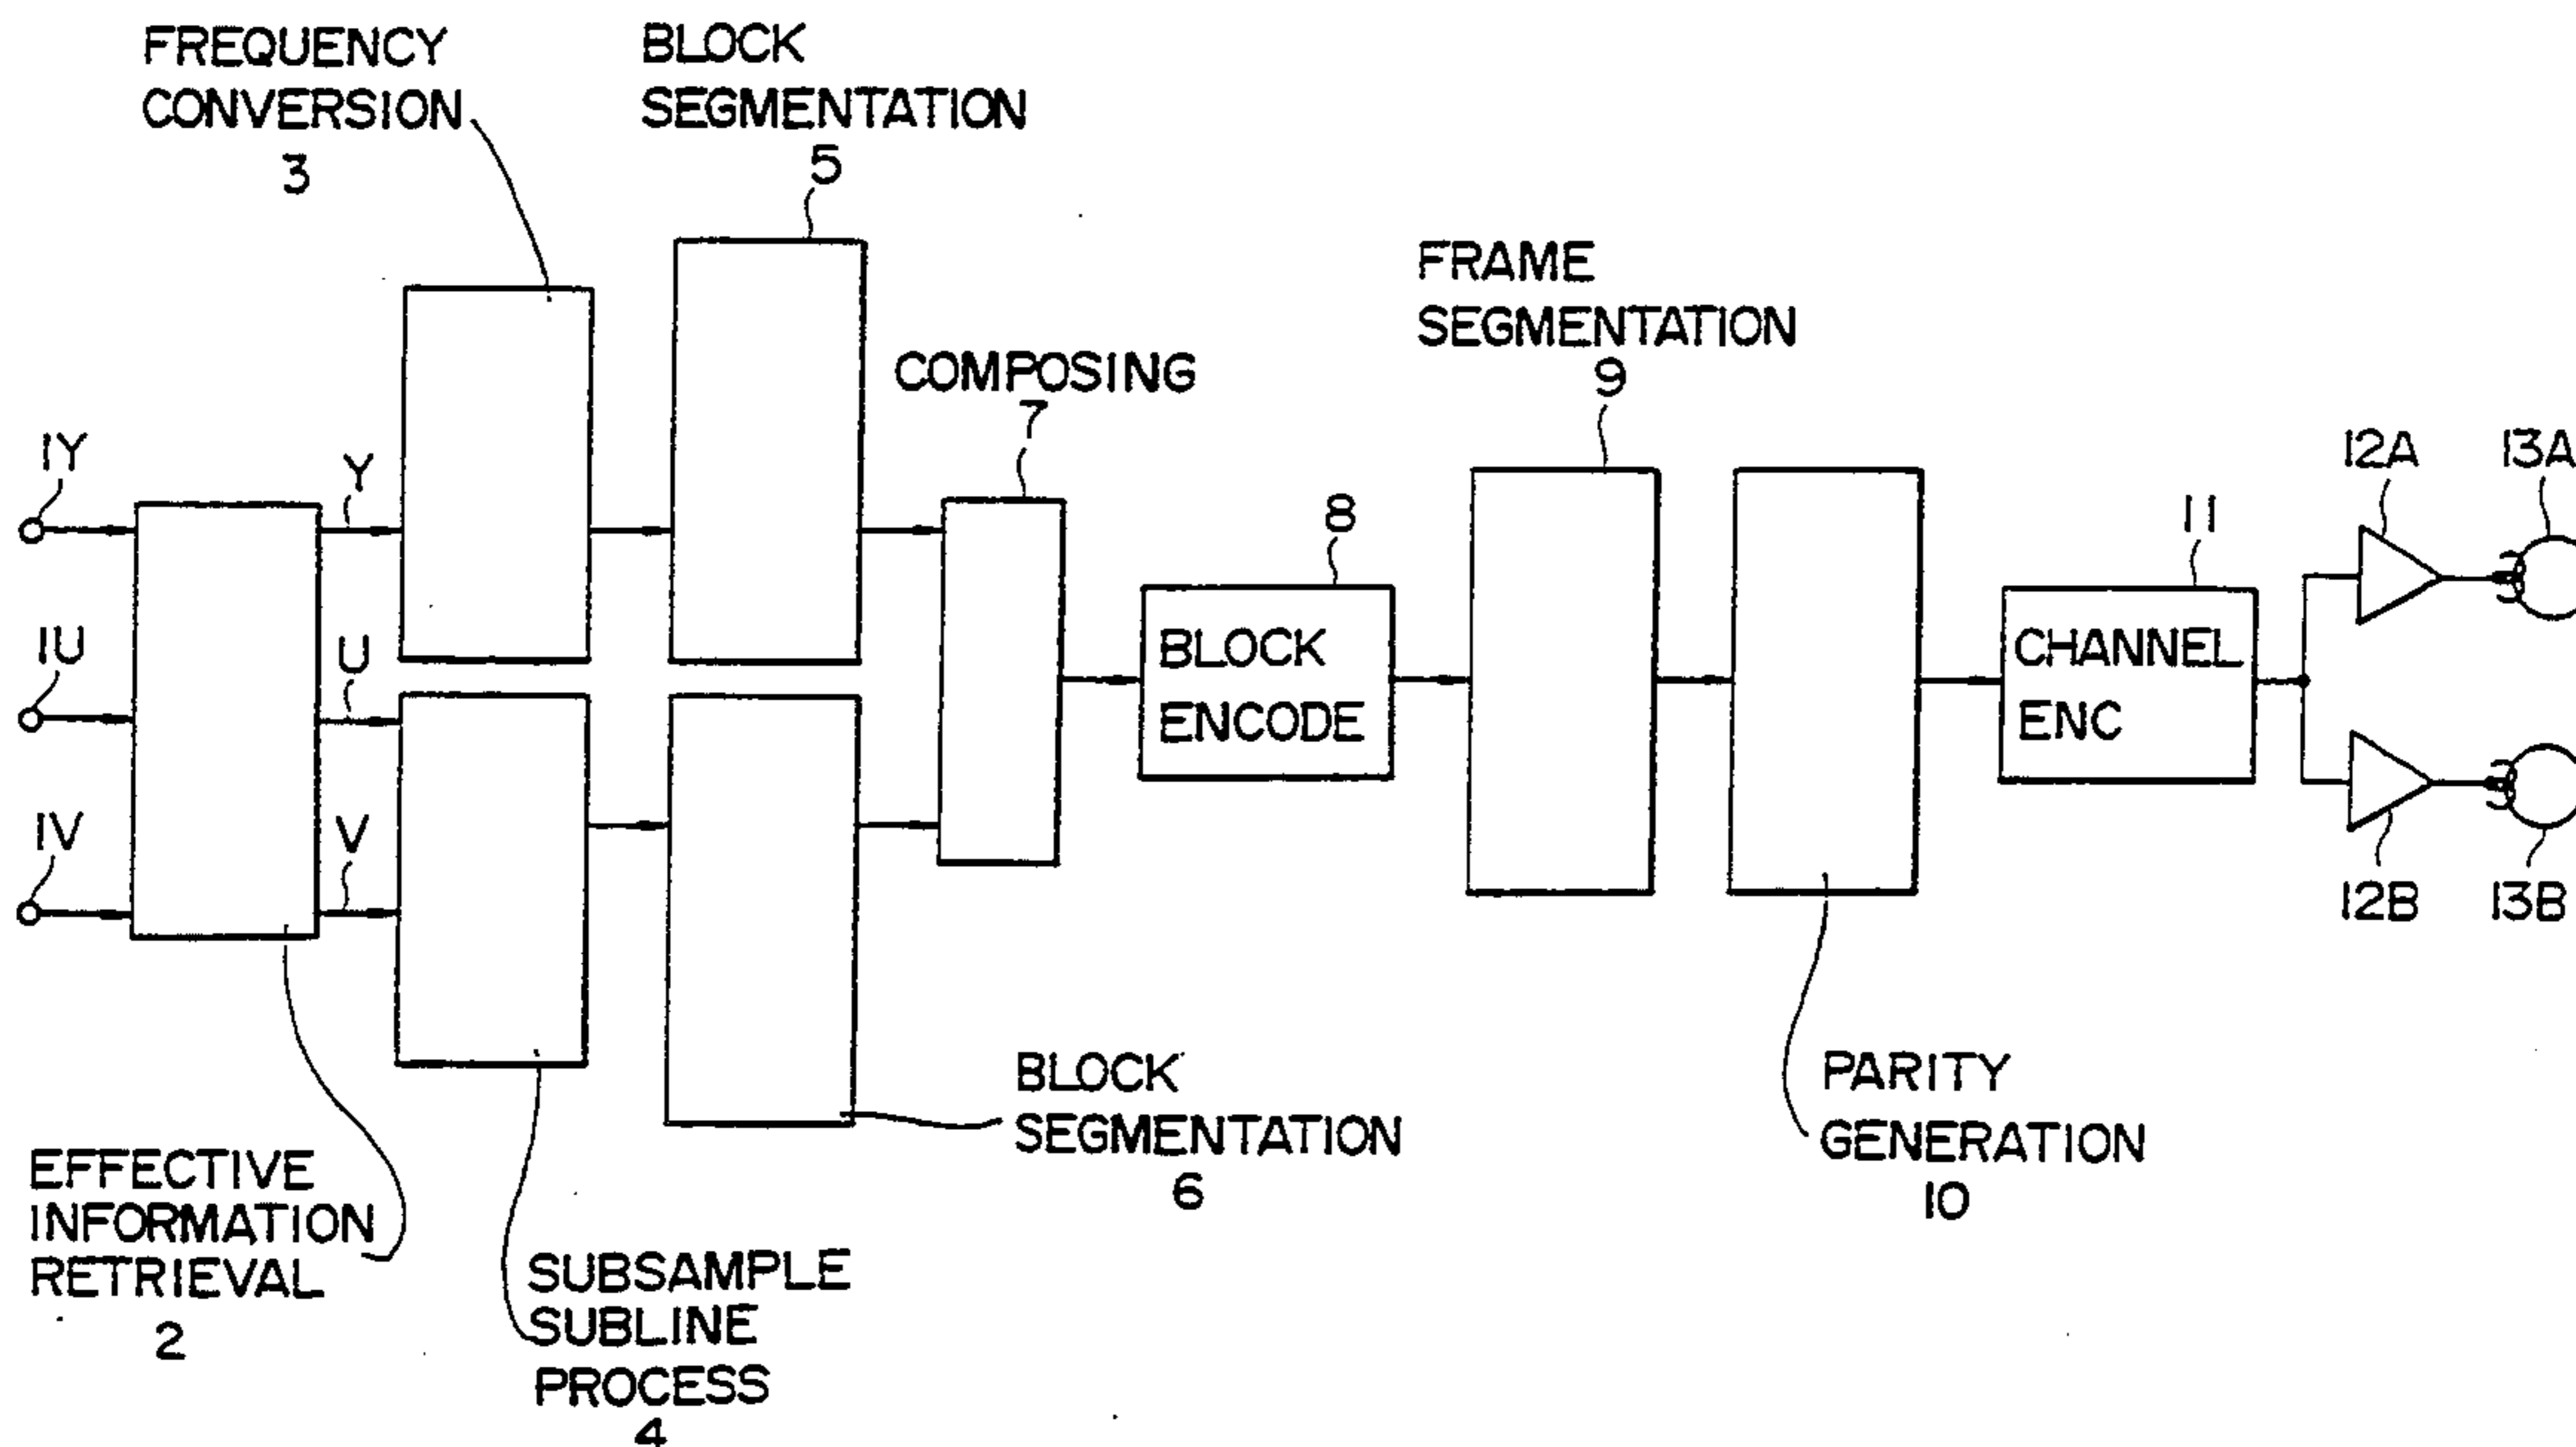 FREQUENCY
CONVERSION
3
BLOCK
SEGMENTATION
5
FRAME
SEGMENTATION
9
COMPOSING
7
1Y
Y
1U
U
1V
V
8
BLOCK
ENCODE
11
CHANNEL
ENC
12A
13A
12B
13B
EFFECTIVE
INFORMATION
RETRIEVAL
2
SUBSAMPLE
SUBLINE
PROCESS
4
BLOCK
SEGMENTATION
6
PARITY
GENERATION
10